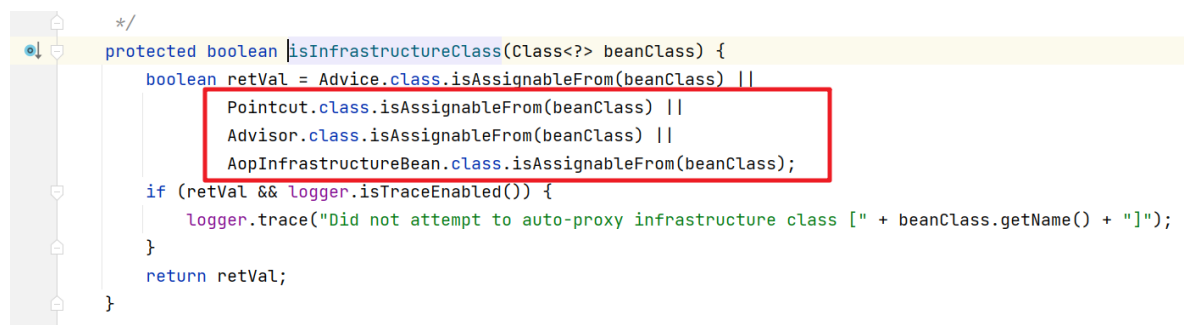 */
protected boolean isInfrastructureClass(Class<?> beanClass) {
boolean retVal = Advice.class.isAssignableFrom(beanClass) ||
Pointcut.class.isAssignableFrom(beanClass) ||
Advisor.class.isAssignableFrom(beanClass) ||
AopInfrastructureBean.class.isAssignableFrom(beanClass);
if (retVal && logger.isTraceEnabled()) {
logger.trace("Did not attempt to auto-proxy infrastructure class [" + beanClass.getName() + "]");
}
return retVal;
}